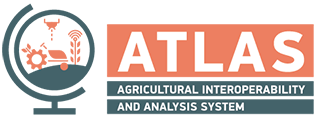 ATLAS
AGRICULTURAL INTEROPERABILITY
AND ANALYSIS SYSTEM